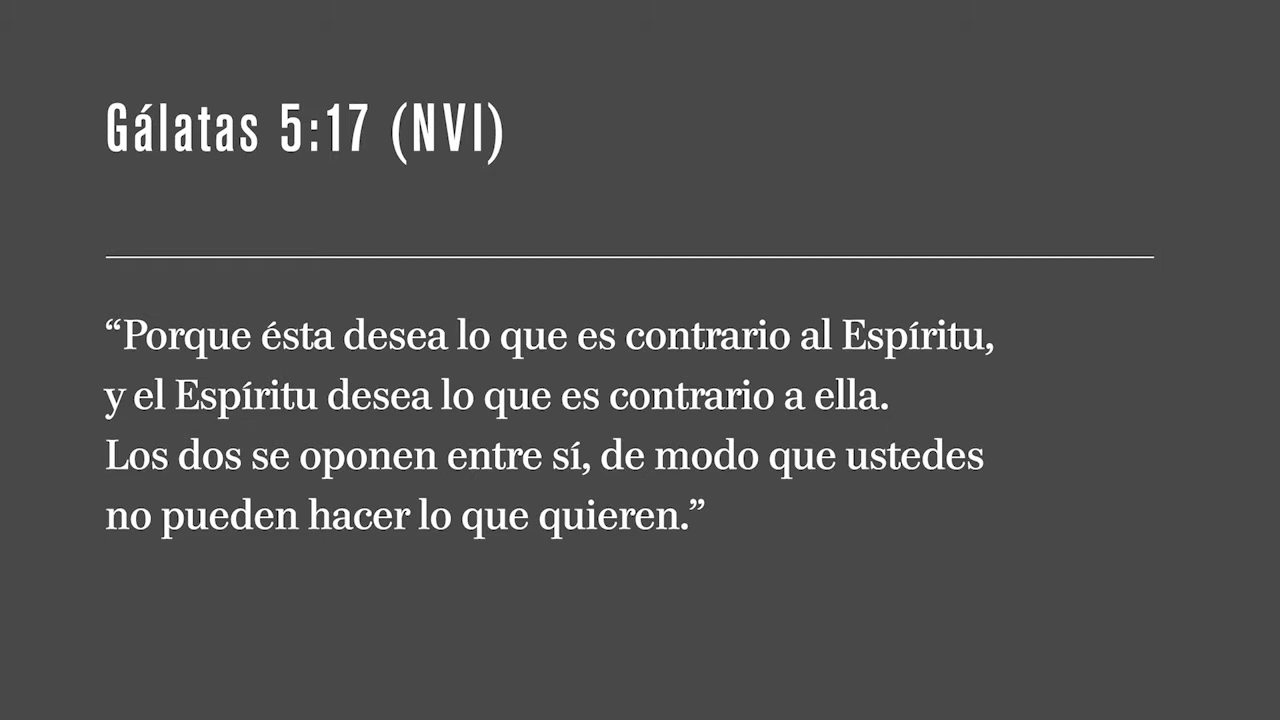 Gálatas 5:17 (NVI)
“Porque ésta desea lo que es contrario al Espíritu,
y el Espíritu desea lo que es contrario a ella.
Los dos se oponen entre sí, de modo que ustedes
no pueden hacer lo que quieren.”